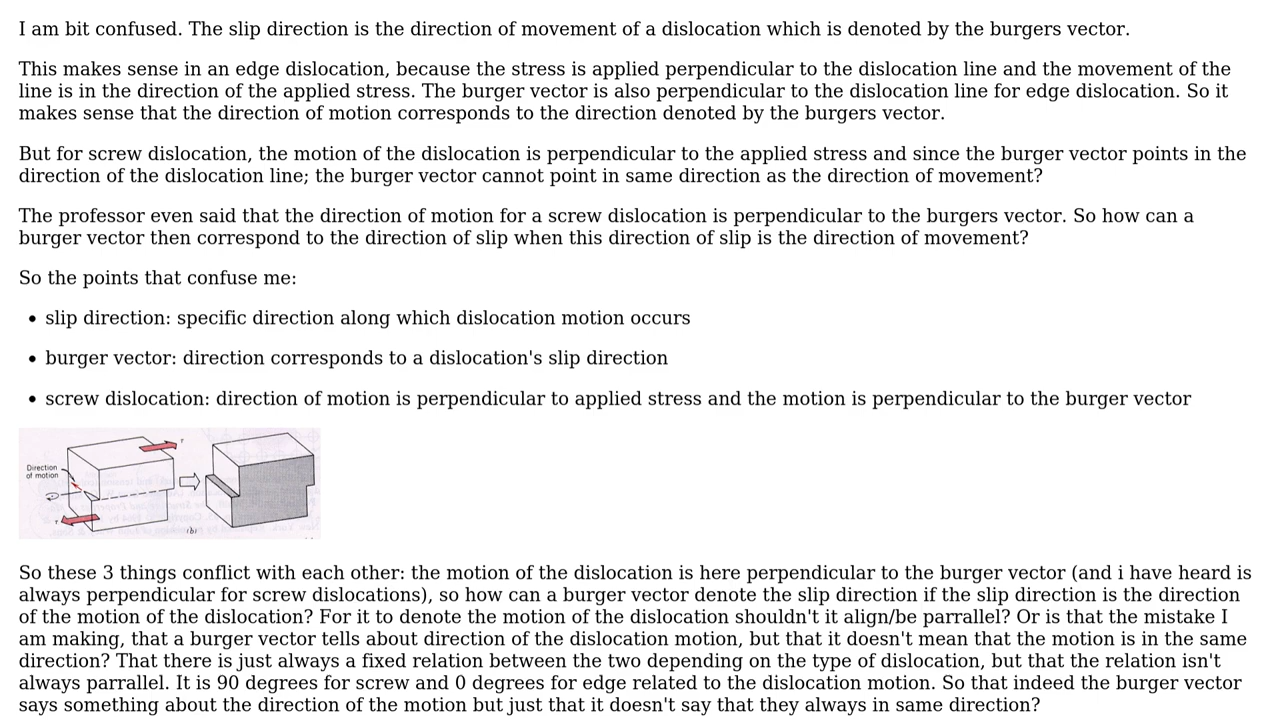 I am bit confused. The slip direction is the direction of movement of a dislocation which is denoted by the burgers vector.
This makes sense in an edge dislocation, because the stress is applied perpendicular to the dislocation line and the movement of the
line is in the direction of the applied stress. The burger vector is also perpendicular to the dislocation line for edge dislocation. So it
makes sense that the direction of motion corresponds to the direction denoted by the burgers vector.
But for screw dislocation, the motion of the dislocation is perpendicular to the applied stress and since the burger vector points in the
direction of the dislocation line; the burger vector cannot point in same direction as the direction of movement?
The professor even said that the direction of motion for a screw dislocation is perpendicular to the burgers vector. So how can a
burger vector then correspond to the direction of slip when this direction of slip is the direction of movement?
So the points that confuse me:
• slip direction: specific direction along which dislocation motion occurs
• burger vector: direction corresponds to a dislocation's slip direction
• screw dislocation: direction of motion is perpendicular to applied stress and the motion is perpendicular to the burger vector
Direction
of motion
(b)
So these 3 things conflict with each other: the motion of the dislocation is here perpendicular to the burger vector (and i have heard is
always perpendicular for screw dislocations), so how can a burger vector denote the slip direction if the slip direction is the direction
of the motion of the dislocation? For it to denote the motion of the dislocation shouldn't it align/be parrallel? Or is that the mistake I
am making, that a burger vector tells about direction of the dislocation motion, but that it doesn't mean that the motion is in the same
direction? That there is just always a fixed relation between the two depending on the type of dislocation, but that the relation isn't
always parrallel. It is 90 degrees for screw and 0 degrees for edge related to the dislocation motion. So that indeed the burger vector
says something about the direction of the motion but just that it doesn't say that they always in same direction?